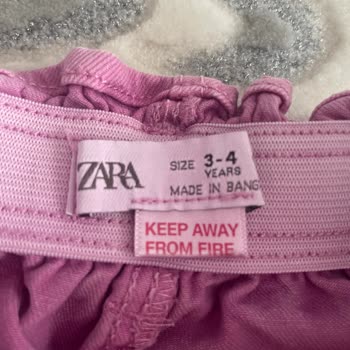 ZARA
SIZE 3-4
YEARS
MADE IN BANG
KEEP AWAY
FROM FIRE